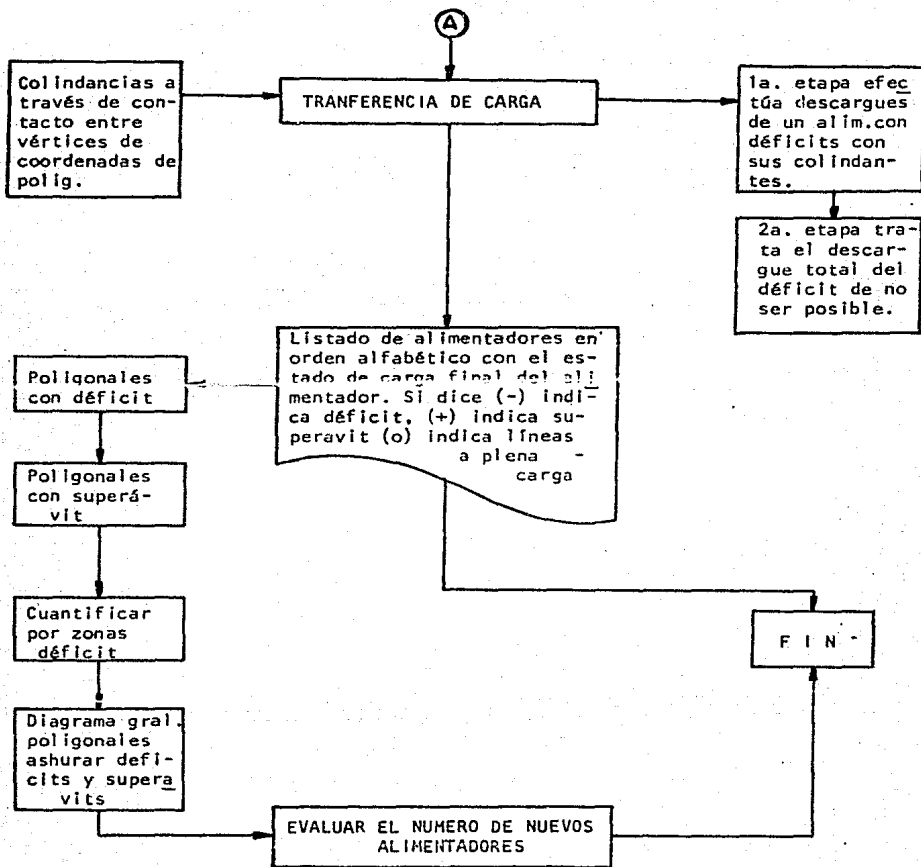 A
Colindancias a
través de con-
tacto entre
vértices de
coordenadas de
polig.
TRANFERENCIA DE CARGA
1a. etapa efec
túa descargues
de un alim.con
déficits con
sus colindan-
tes.
2a. etapa tra-
ta el descar-
gue total del
déficit de no
ser posible.
Listado de alimentadores en
orden alfabético con el es-
tado de carga final del ali
mentador. Si dice (-) indi-
ca déficit, (+) indica su-
peravit (o) indica líneas
a plena -
carga
Poligonales
con déficit
Poligonales
con superá-
vit
Cuantificar
por zonas
déficit
Diagrama gral.
poligonales
ashurar defi-
cits y supera
vits
EVALUAR EL NUMERO DE NUEVOS
ALIMENTADORES
F I N